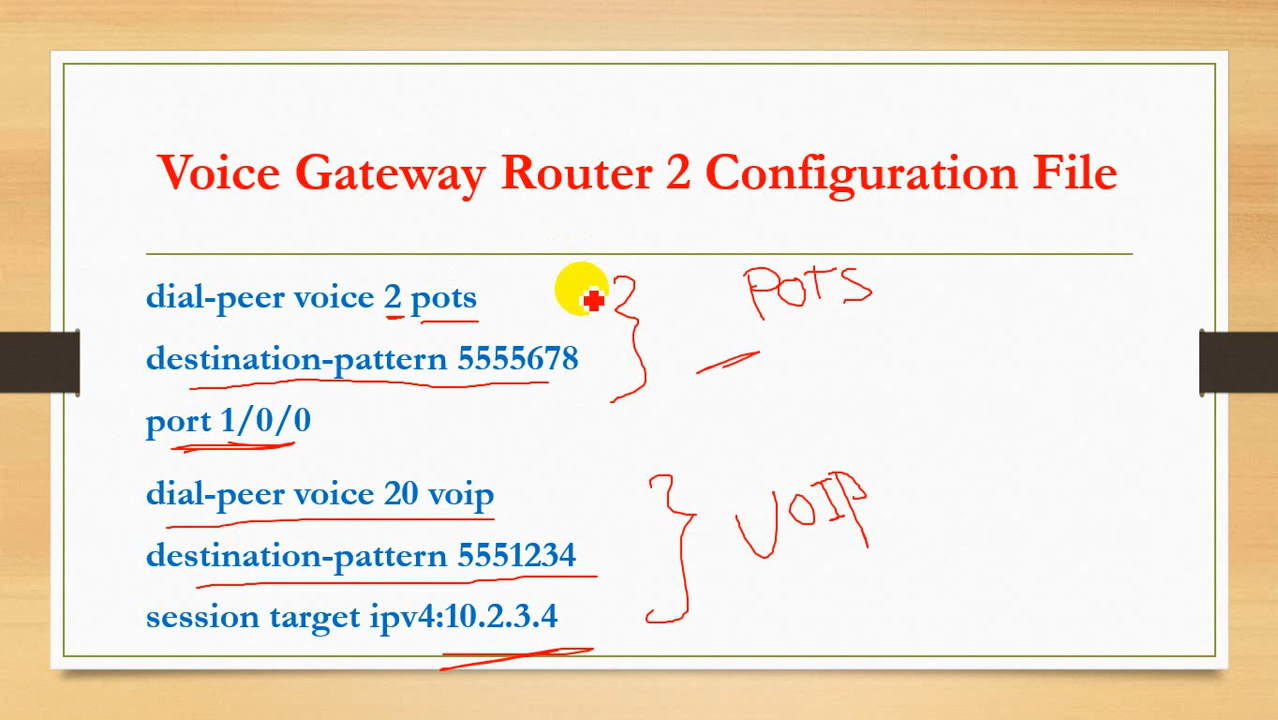 Voice Gateway Router 2 Configuration File
dial-peer voice 2 pots
POTS
destination-pattern 5555678
port 1/0/0
dial-peer voice 20 voip
VOIP
destination-pattern 5551234
session target ipv4:10.2.3.4